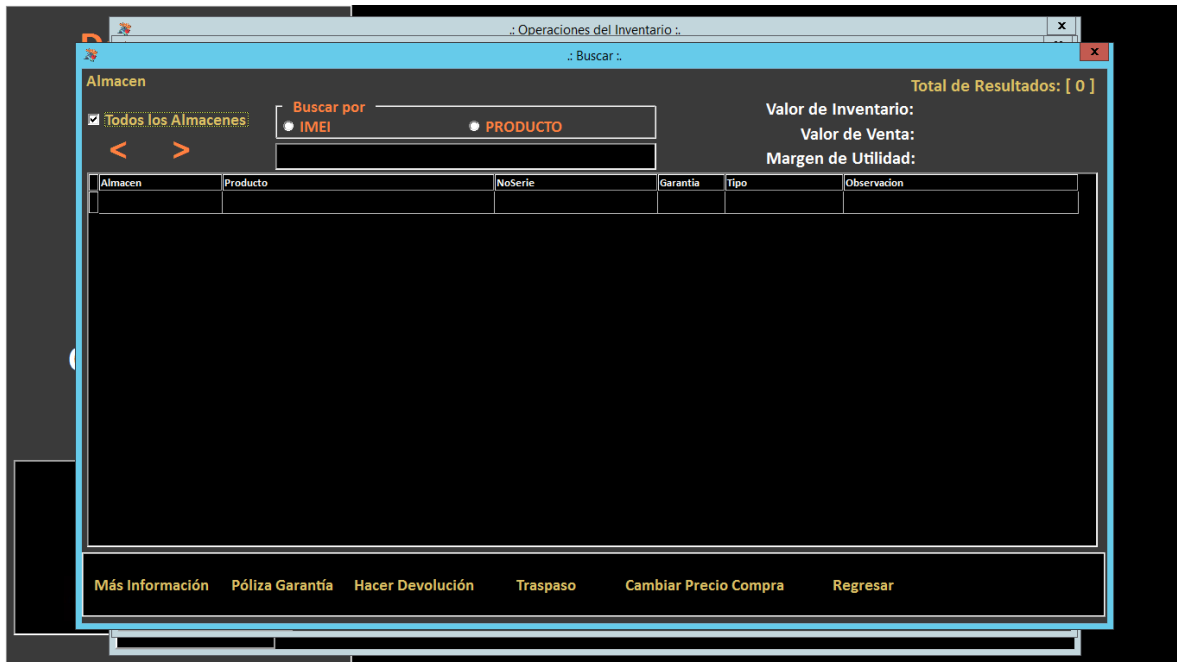 .: Operaciones del Inventario :.
.: Buscar :.
Almacen
Total de Resultados: [ 0 ]
Todos los Almacenes
Buscar por
IMEI
PRODUCTO
Valor de Inventario:
Valor de Venta:
Margen de Utilidad:
< >
Almacen Producto NoSerie Garantia Tipo Observacion
Más Información Póliza Garantía Hacer Devolución Traspaso Cambiar Precio Compra Regresar